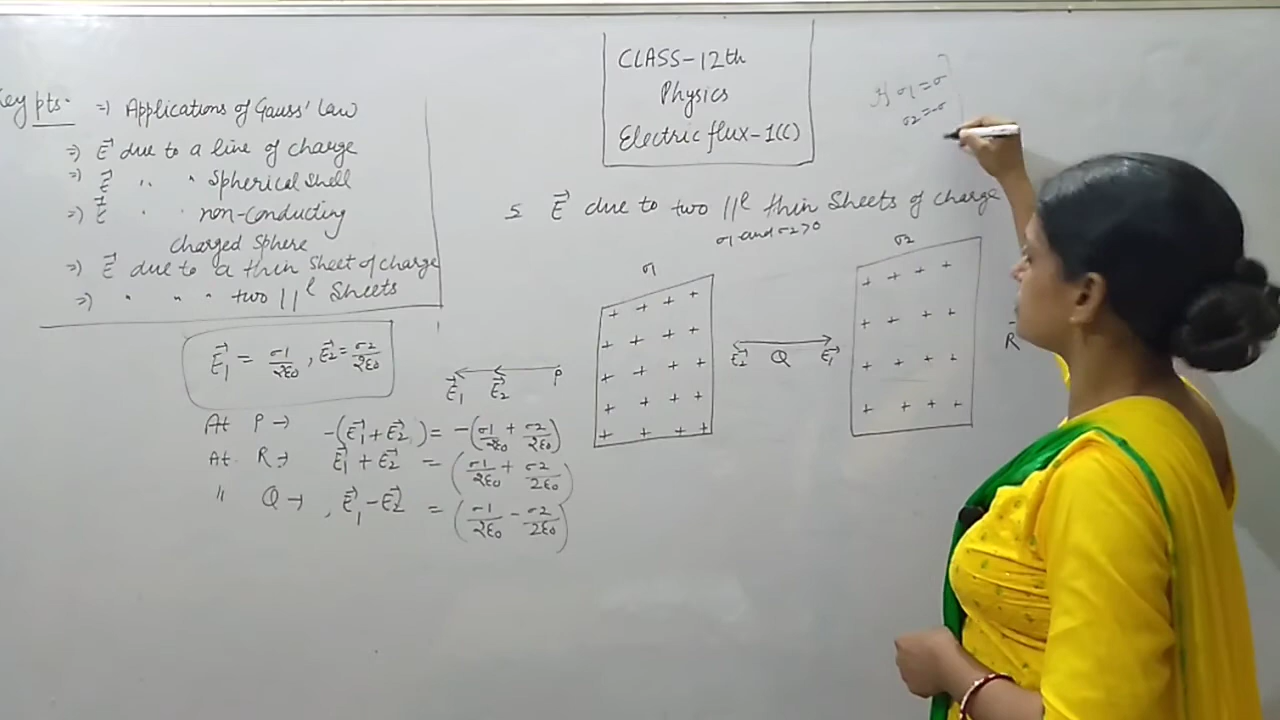 CLASS-12th
Physics
Electric flux-1(C)
Key pts.
=) Applications of Gauss' Law
=) E⃗ due to a line of charge
=) E⃗ " " Spherical Shell
=) E⃗ " " non-conducting
charged Sphere
=) E⃗ due to a thin Sheet of charge
=) " " " two ||l Sheets
σ1=σ
σ2=-σ
5 E⃗ due to two ||l thin Sheets of charge
σ1 and σ2>0
σ1
σ2
+ + + +
+ + + +
+ + + +
+ + + +
+ + + +
+ + + +
+ + + +
+ + + +
+ + + +
E⃗1 = σ1/2ε0, E⃗2 = σ2/2ε0
E⃗1 E⃗2 P
E⃗2 Q E⃗1
R
At P → -(E⃗1+E⃗2) = -(σ1/2ε0 + σ2/2ε0)
At R → E⃗1+E⃗2 = (σ1/2ε0 + σ2/2ε0)
" Q → , E⃗1-E⃗2 = (σ1/2ε0 - σ2/2ε0)